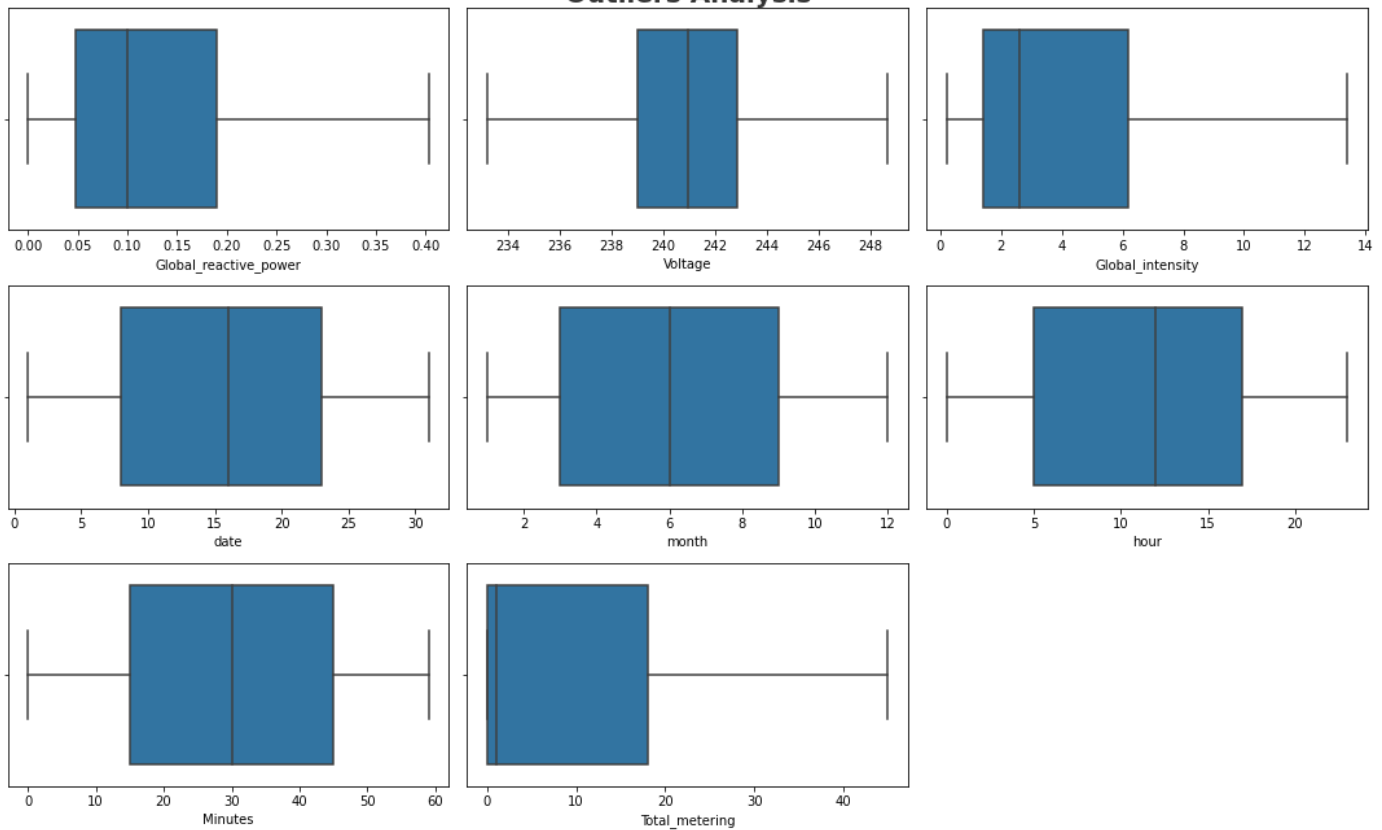 Outliers Analysis
0.00 0.05 0.10 0.15 0.20 0.25 0.30 0.35 0.40
Global_reactive_power
234 236 238 240 242 244 246 248
Voltage
0 2 4 6 8 10 12 14
Global_intensity
0 5 10 15 20 25 30
date
2 4 6 8 10 12
month
0 5 10 15 20
hour
0 10 20 30 40 50 60
Minutes
0 10 20 30 40
Total_metering